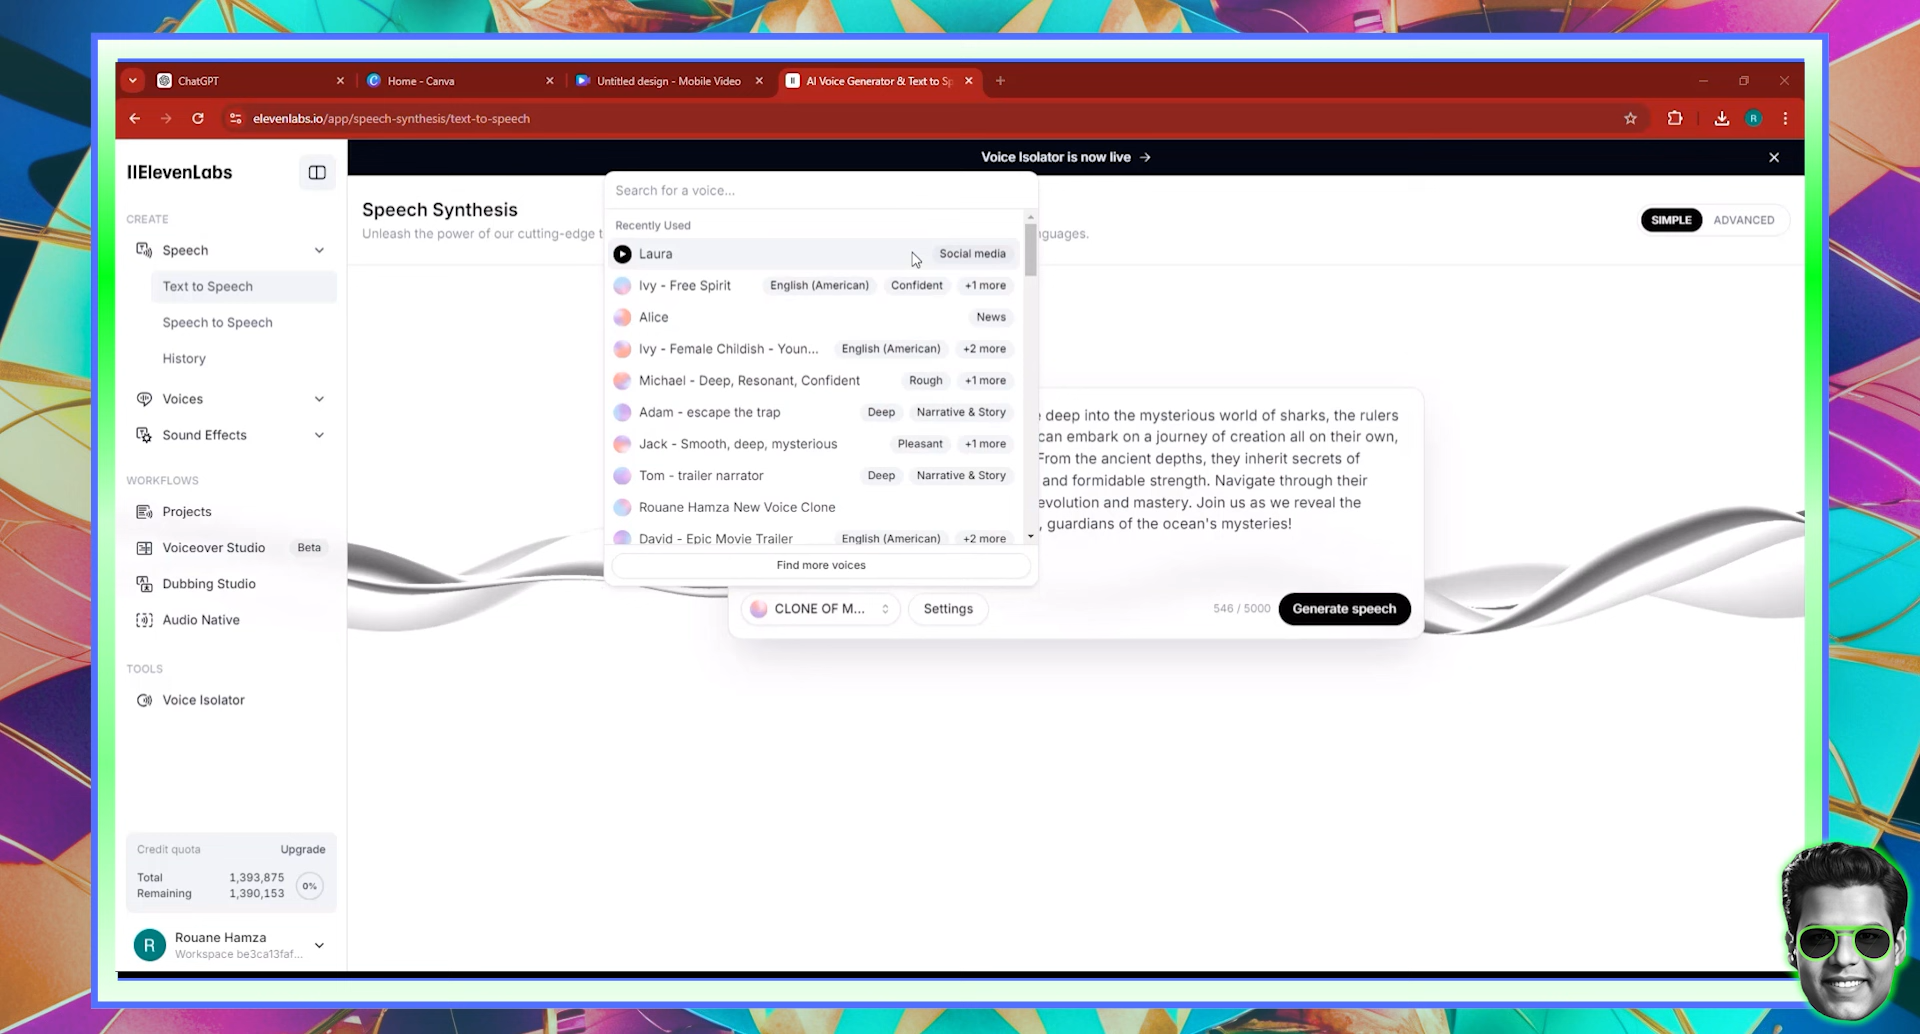 ChatGPT
Home - Canva
Untitled design - Mobile Video
AI Voice Generator & Text to Sp
elevenlabs.io/app/speech-synthesis/text-to-speech
IIElevenLabs
CREATE
Speech
Text to Speech
Speech to Speech
History
Voices
Sound Effects
WORKFLOWS
Projects
Voiceover Studio Beta
Dubbing Studio
Audio Native
TOOLS
Voice Isolator
Credit quota Upgrade
Total 1,393,875
Remaining 1,390,153
0%
R
Rouane Hamza
Workspace be3ca13faf...
Voice Isolator is now live →
Speech Synthesis
Unleash the power of our cutting-edge t
nguages.
SIMPLE ADVANCED
Search for a voice...
Recently Used
Laura Social media
Ivy - Free Spirit English (American) Confident +1 more
Alice News
Ivy - Female Childish - Youn... English (American) +2 more
Michael - Deep, Resonant, Confident Rough +1 more
Adam - escape the trap Deep Narrative & Story
Jack - Smooth, deep, mysterious Pleasant +1 more
Tom - trailer narrator Deep Narrative & Story
Rouane Hamza New Voice Clone
David - Epic Movie Trailer English (American) +2 more
Find more voices
deep into the mysterious world of sharks, the rulers
can embark on a journey of creation all on their own,
From the ancient depths, they inherit secrets of
and formidable strength. Navigate through their
evolution and mastery. Join us as we reveal the
, guardians of the ocean's mysteries!
CLONE OF M... Settings 546 / 5000 Generate speech